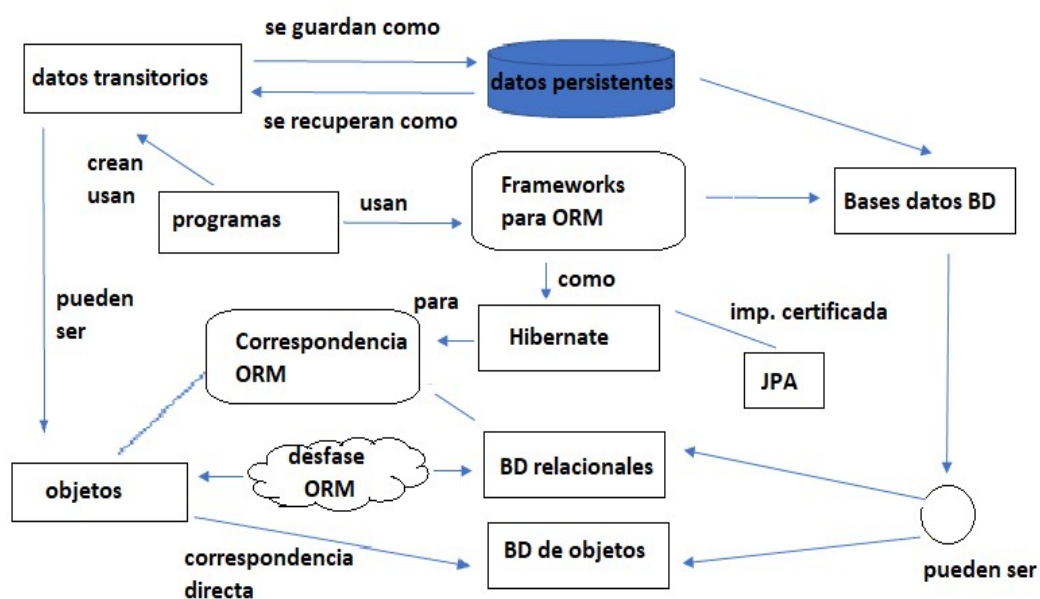 se guardan como
datos transitorios
datos persistentes
se recuperan como
crean
usan
programas
usan
Frameworks
para ORM
Bases datos BD
como
pueden
ser
para
imp. certificada
Correspondencia
ORM
Hibernate
JPA
desfase
ORM
BD relacionales
objetos
BD de objetos
correspondencia
directa
pueden ser